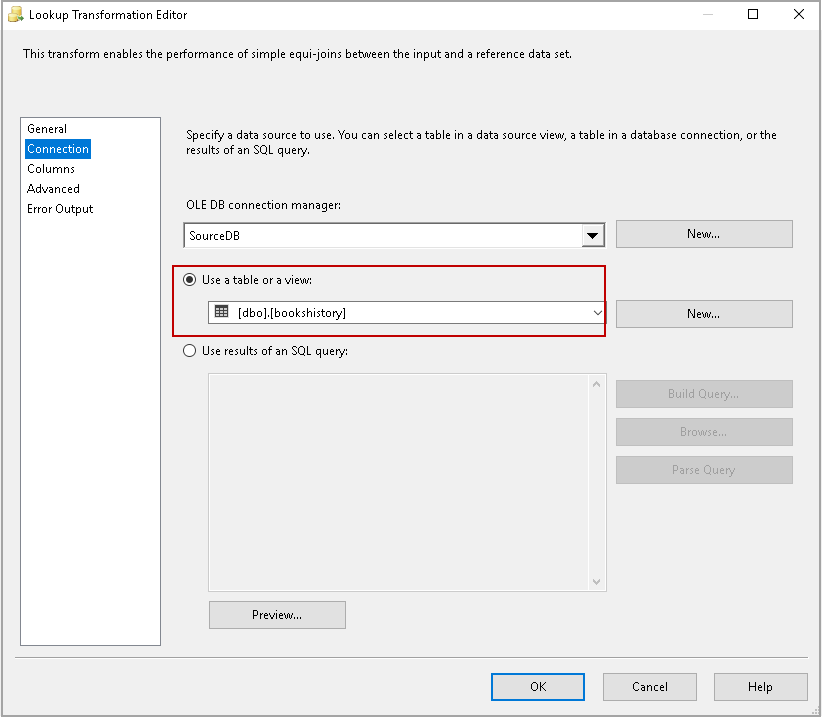 Lookup Transformation Editor
This transform enables the performance of simple equi-joins between the input and a reference data set.
General
Connection
Columns
Advanced
Error Output
Specify a data source to use. You can select a table in a data source view, a table in a database connection, or the
results of an SQL query.
OLE DB connection manager:
SourceDB
New...
Use a table or a view:
[dbo].[bookshistory]
New...
Use results of an SQL query:
Build Query...
Browse...
Parse Query
Preview...
OK
Cancel
Help